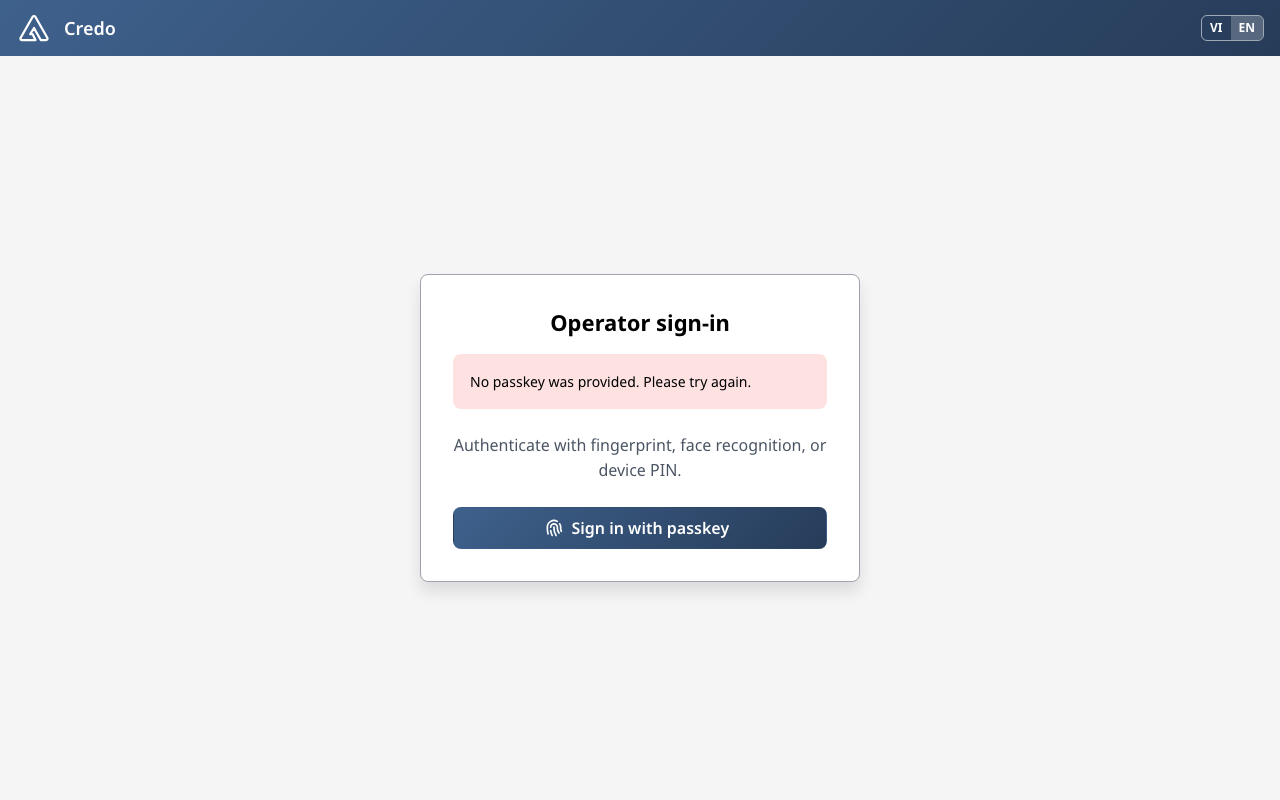 Credo
VI EN
Operator sign-in
No passkey was provided. Please try again.
Authenticate with fingerprint, face recognition, or
device PIN.
Sign in with passkey